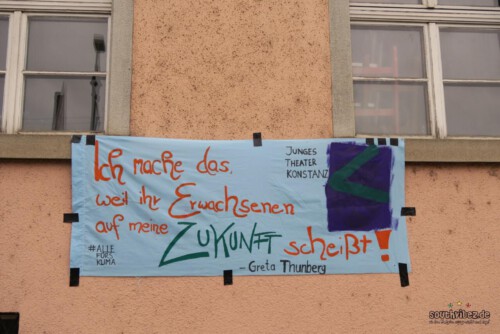 Ich mache das,
weil ihr Erwachsenen
auf meine ZUKUNFT scheißt!
– Greta Thunberg
JUNGES
THEATER
KONSTANZ
#ALLE
FÜRS
KLIMA
southvibez.de